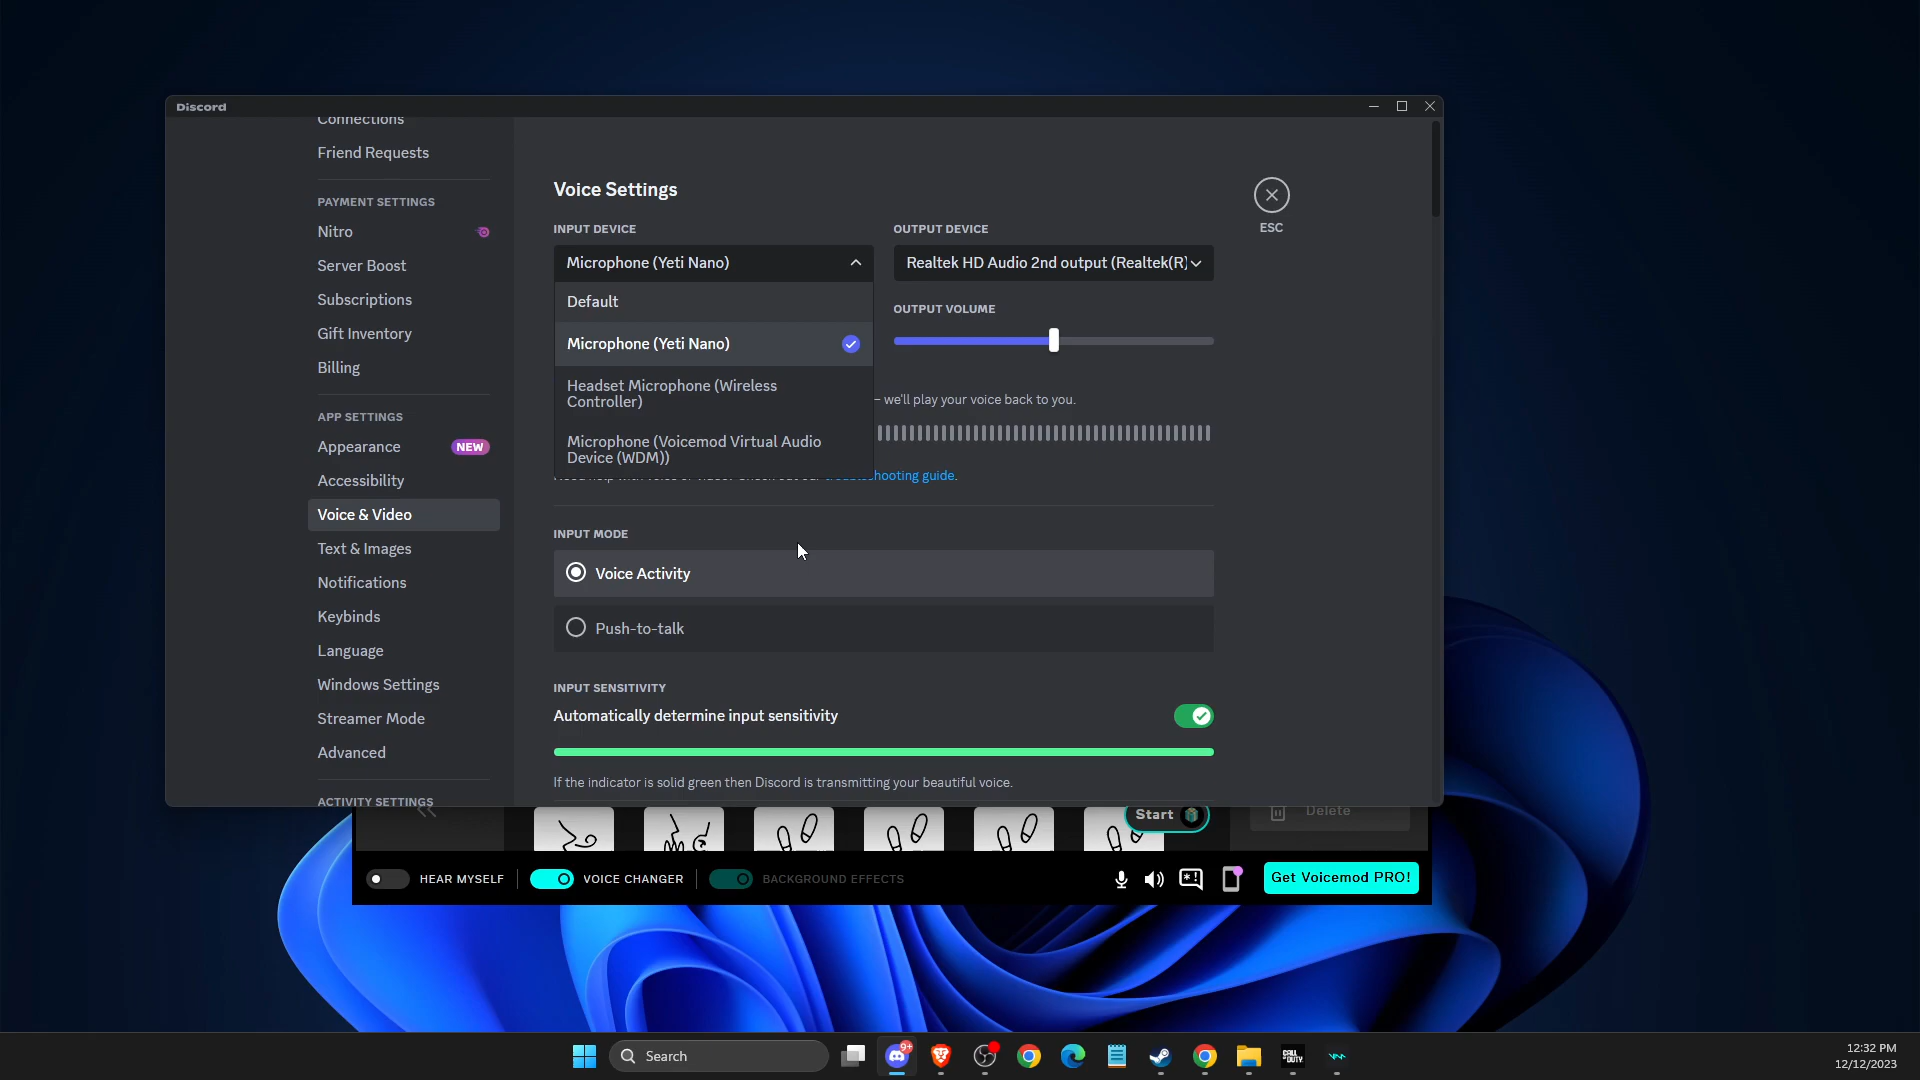 Discord
Connections
Friend Requests
PAYMENT SETTINGS
Nitro
Server Boost
Subscriptions
Gift Inventory
Billing
APP SETTINGS
Appearance NEW
Accessibility
Voice & Video
Text & Images
Notifications
Keybinds
Language
Windows Settings
Streamer Mode
Advanced
ACTIVITY SETTINGS
Voice Settings
ESC
INPUT DEVICE
Microphone (Yeti Nano)
Default
Microphone (Yeti Nano)
Headset Microphone (Wireless
Controller)
Microphone (Voicemod Virtual Audio
Device (WDM))
OUTPUT DEVICE
Realtek HD Audio 2nd output (Realtek(R)
OUTPUT VOLUME
– we'll play your voice back to you.
guide.
INPUT MODE
Voice Activity
Push-to-talk
INPUT SENSITIVITY
Automatically determine input sensitivity
If the indicator is solid green then Discord is transmitting your beautiful voice.
Start
Delete
HEAR MYSELF
VOICE CHANGER
BACKGROUND EFFECTS
Get Voicemod PRO!
Search
9+
CALL OF DUTY
12:32 PM
12/12/2023